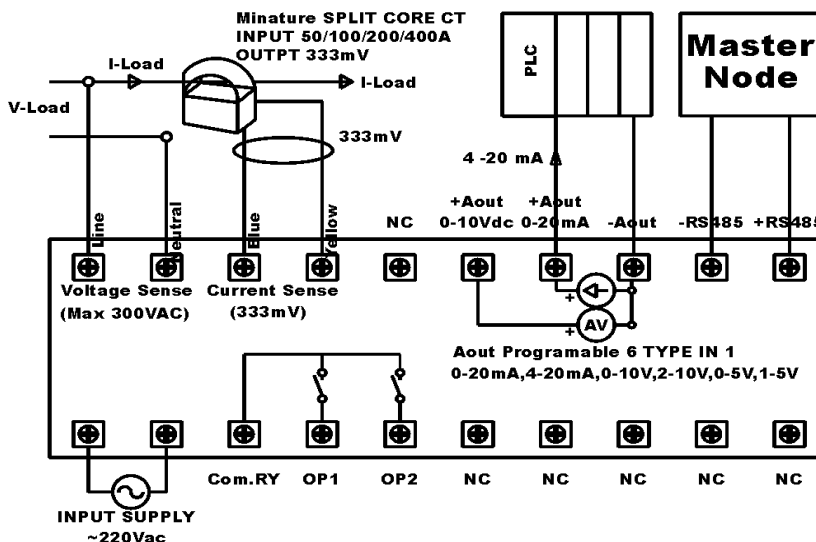 Minature SPLIT CORE CT
INPUT 50/100/200/400A
OUTPT 333mV
I-Load
I-Load
V-Load
333mV
PLC
Master
Node
4 -20 mA
Line
Neutral
Blue
Yellow
NC
+Aout
0-10Vdc
+Aout
0-20mA
-Aout
-RS485
+RS485
Voltage Sense
(Max 300VAC)
Current Sense
(333mV)
+
+
AV
Aout Programable 6 TYPE IN 1
0-20mA,4-20mA,0-10V,2-10V,0-5V,1-5V
Com.RY
OP1
OP2
NC
NC
NC
NC
NC
INPUT SUPPLY
~220Vac